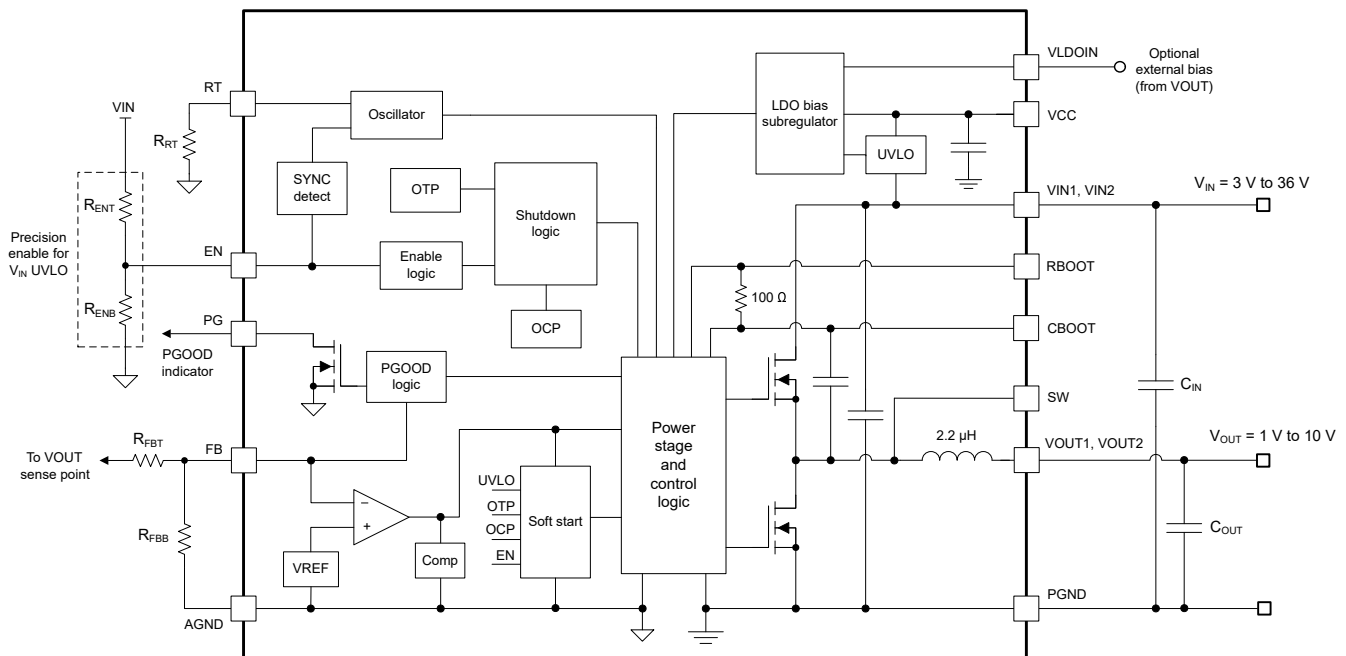 VLDOIN
Optional
external bias
(from VOUT)
RT
VIN
Oscillator
LDO bias
subregulator
VCC
R_RT
UVLO
SYNC
detect
OTP
Shutdown
logic
VIN1, VIN2
V_IN = 3 V to 36 V
R_ENT
Precision
enable for
V_IN UVLO
EN
Enable
logic
RBOOT
100 Ω
R_ENB
OCP
CBOOT
PG
PGOOD
indicator
PGOOD
logic
C_IN
SW
Power
stage
and
control
logic
2.2 µH
VOUT1, VOUT2
V_OUT = 1 V to 10 V
To VOUT
sense point
R_FBT
FB
UVLO
OTP
OCP
EN
Soft start
−
+
R_FBB
VREF
Comp
C_OUT
AGND
PGND